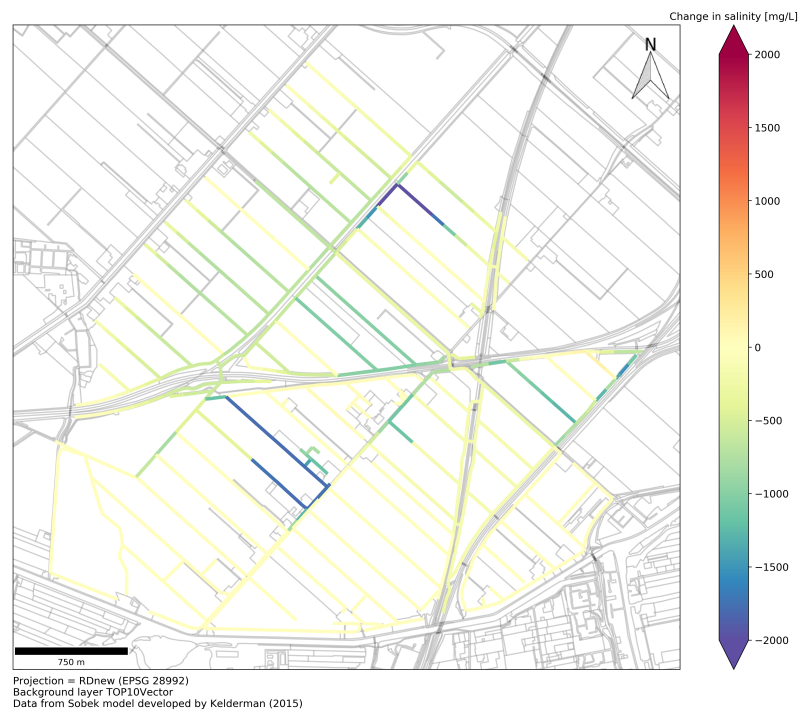 Change in salinity [mg/L]
N
2000
1500
1000
500
0
−500
−1000
−1500
−2000
750 m
Projection = RDnew (EPSG 28992)
Background layer TOP10Vector
Data from Sobek model developed by Kelderman (2015)